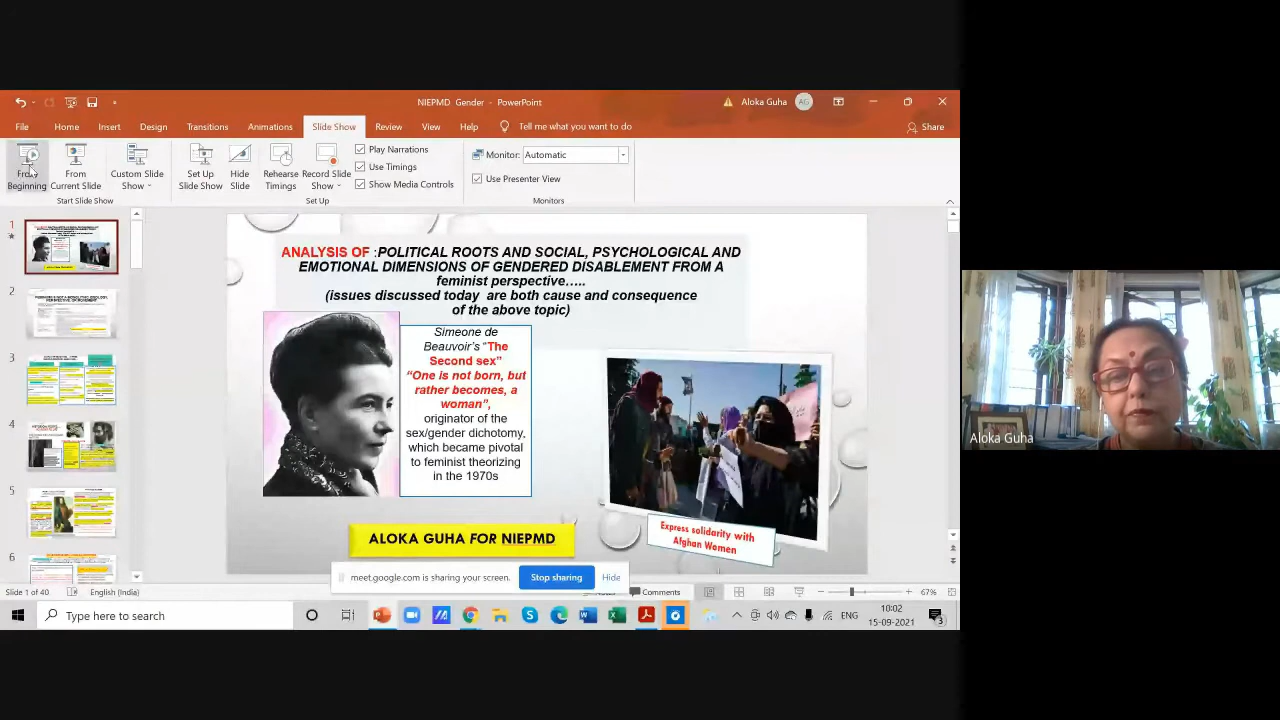 NIEPMD Gender - PowerPoint
Aloka Guha
AG
File
Home
Insert
Design
Transitions
Animations
Slide Show
Review
View
Help
Tell me what you want to do
Share
From
Beginning
From
Current Slide
Custom Slide
Show
Set Up
Slide Show
Hide
Slide
Rehearse
Timings
Record Slide
Show
Play Narrations
Use Timings
Show Media Controls
Monitor:
Automatic
Use Presenter View
Start Slide Show
Set Up
Monitors
1
2
3
4
5
6
ANALYSIS OF :POLITICAL ROOTS AND SOCIAL, PSYCHOLOGICAL AND
EMOTIONAL DIMENSIONS OF GENDERED DISABLEMENT FROM A
feminist perspective…..
(issues discussed today are both cause and consequence
of the above topic)
Simeone de
Beauvoir's "The
Second sex"
"One is not born, but
rather becomes, a
woman",
originator of the
sex/gender dichotomy,
which became pivotal
to feminist theorizing
in the 1970s
Express solidarity with
Afghan Women
ALOKA GUHA FOR NIEPMD
meet.google.com is sharing your screen.
Stop sharing
Hide
Slide 1 of 40
English (India)
Comments
67%
Type here to search
ENG
10:02
15-09-2021
3
Aloka Guha